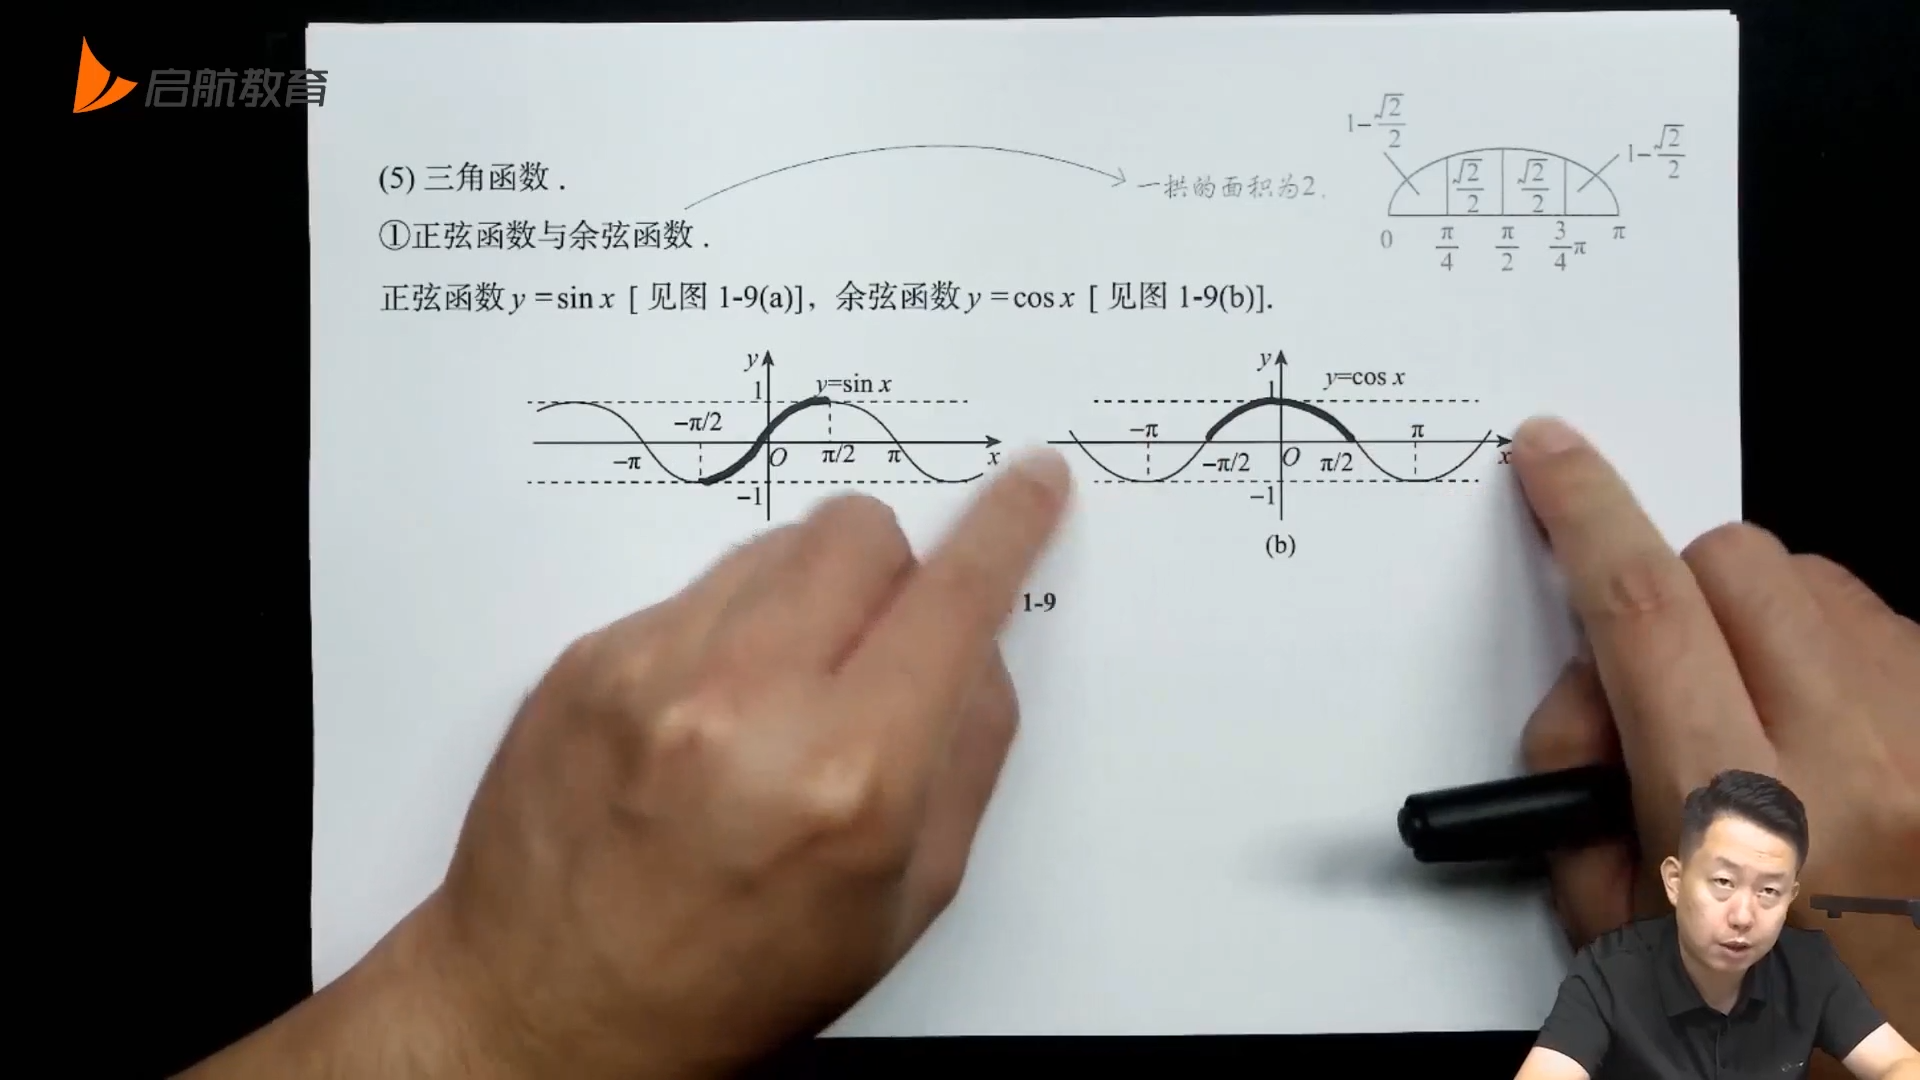 启航教育
(5) 三角函数.
①正弦函数与余弦函数.
一拱的面积为2.
1-√2/2
√2/2
√2/2
1-√2/2
0
π/4
π/2
3/4π
π
正弦函数y=sin x [见图 1-9(a)], 余弦函数y=cos x [见图 1-9(b)].
y
1
y=sin x
-π/2
-π
O
π/2
π
x
-1
y
1
y=cos x
-π
π
-π/2
O
π/2
x
-1
(b)
1-9